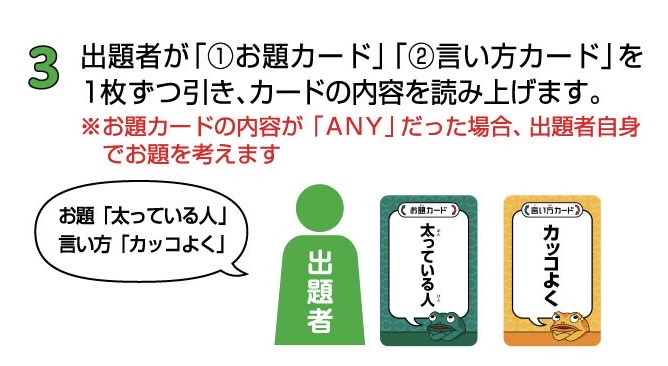 3
出題者が「①お題カード」「②言い方カード」を
1枚ずつ引き、カードの内容を読み上げます。
※お題カードの内容が「ANY」だった場合、出題者自身
でお題を考えます
お題「太っている人」
言い方「カッコよく」
出題者
お題カード
太っている人
ふと
ひと
言い方カード
カッコよく